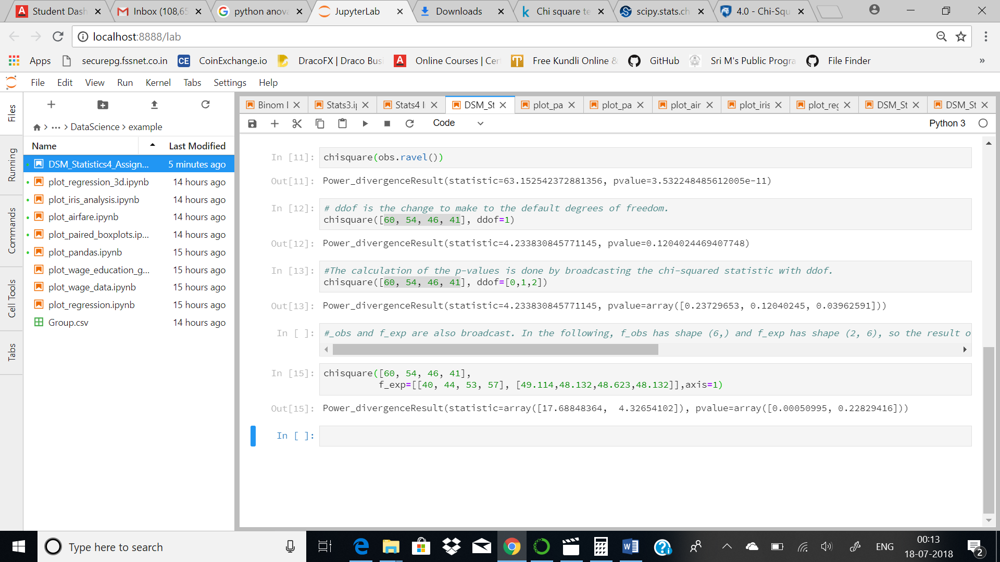 Student Dash
Inbox (108,65
python anova
JupyterLab
Downloads
Chi square te
scipy.stats.ch
4.0 - Chi-Squ
localhost:8888/lab
Apps
securepg.fssnet.co.in
CE
CoinExchange.io
DracoFX | Draco Busi
Online Courses | Cer
Free Kundli Online &
GitHub
Sri M's Public Progra
File Finder
»
File Edit View Run Kernel Tabs Settings Help
Files
Running
Commands
Cell Tools
Tabs
DataScience > example
Name Last Modified
DSM_Statistics4_Assign... 5 minutes ago
plot_regression_3d.ipynb 14 hours ago
plot_iris_analysis.ipynb 14 hours ago
plot_airfare.ipynb 14 hours ago
plot_paired_boxplots.ip... 14 hours ago
plot_pandas.ipynb 15 hours ago
plot_wage_education_g... 15 hours ago
plot_wage_data.ipynb 15 hours ago
plot_regression.ipynb 15 hours ago
Group.csv 14 hours ago
Binom I
Stats3.i
Stats4 I
DSM_St
plot_pa
plot_pa
plot_air
plot_iris
plot_reg
DSM_St
DSM_St
Code
Python 3
In [11]: chisquare(obs.ravel())
Out[11]: Power_divergenceResult(statistic=63.152542372881356, pvalue=3.532248485612005e-11)
In [12]: # ddof is the change to make to the default degrees of freedom.
chisquare([60, 54, 46, 41], ddof=1)
Out[12]: Power_divergenceResult(statistic=4.233830845771145, pvalue=0.1204024469407748)
In [13]: #The calculation of the p-values is done by broadcasting the chi-squared statistic with ddof.
chisquare([60, 54, 46, 41], ddof=[0,1,2])
Out[13]: Power_divergenceResult(statistic=4.233830845771145, pvalue=array([0.23729653, 0.12040245, 0.03962591]))
In [ ]: #_obs and f_exp are also broadcast. In the following, f_obs has shape (6,) and f_exp has shape (2, 6), so the result o
In [15]: chisquare([60, 54, 46, 41],
f_exp=[[40, 44, 53, 57], [49.114,48.132,48.623,48.132]],axis=1)
Out[15]: Power_divergenceResult(statistic=array([17.68848364, 4.32654102]), pvalue=array([0.00050995, 0.22829416]))
In [ ]:
Type here to search
ENG
00:13
18-07-2018
2